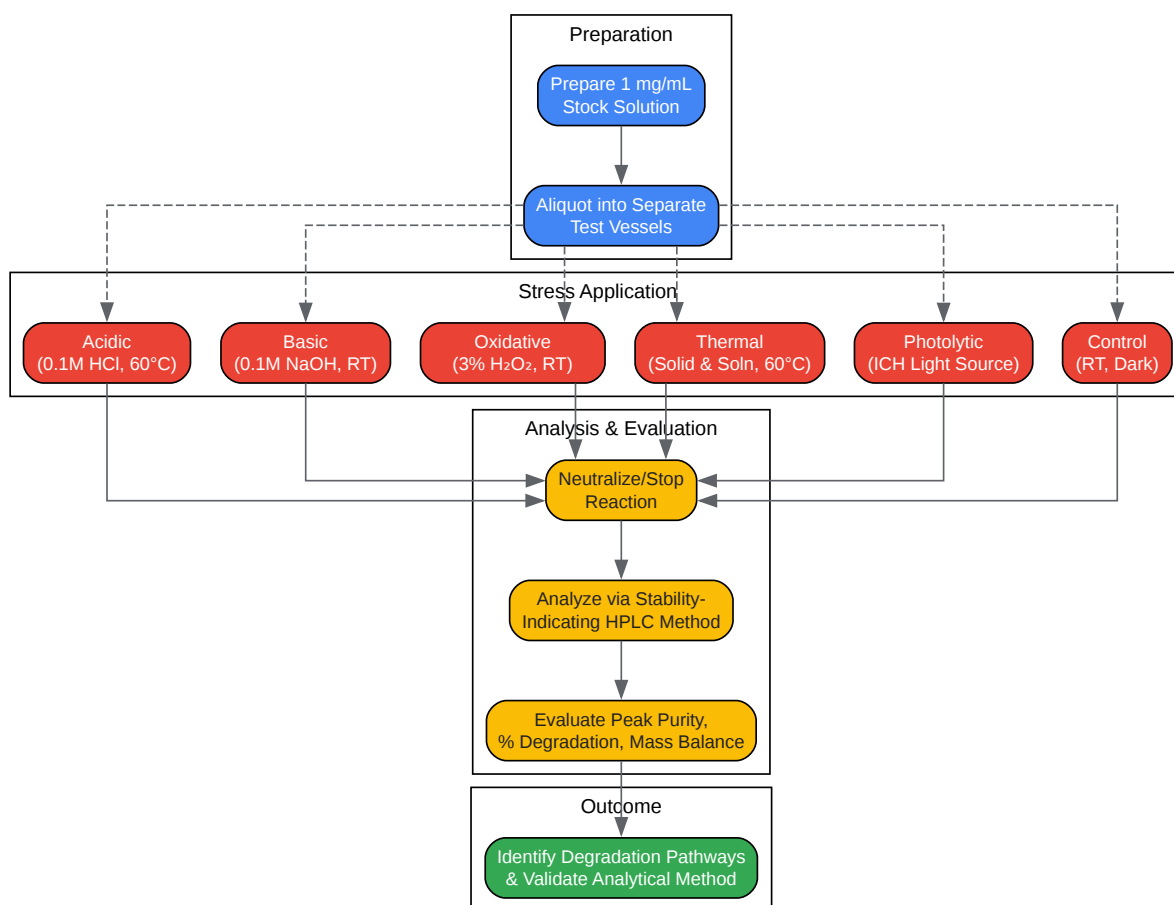 Preparation
Prepare 1 mg/mL
Stock Solution
Aliquot into Separate
Test Vessels
Stress Application
Acidic
(0.1M HCl, 60°C)
Basic
(0.1M NaOH, RT)
Oxidative
(3% H₂O₂, RT)
Thermal
(Solid & Soln, 60°C)
Photolytic
(ICH Light Source)
Control
(RT, Dark)
Analysis & Evaluation
Neutralize/Stop
Reaction
Analyze via Stability-
Indicating HPLC Method
Evaluate Peak Purity,
% Degradation, Mass Balance
Outcome
Identify Degradation Pathways
& Validate Analytical Method